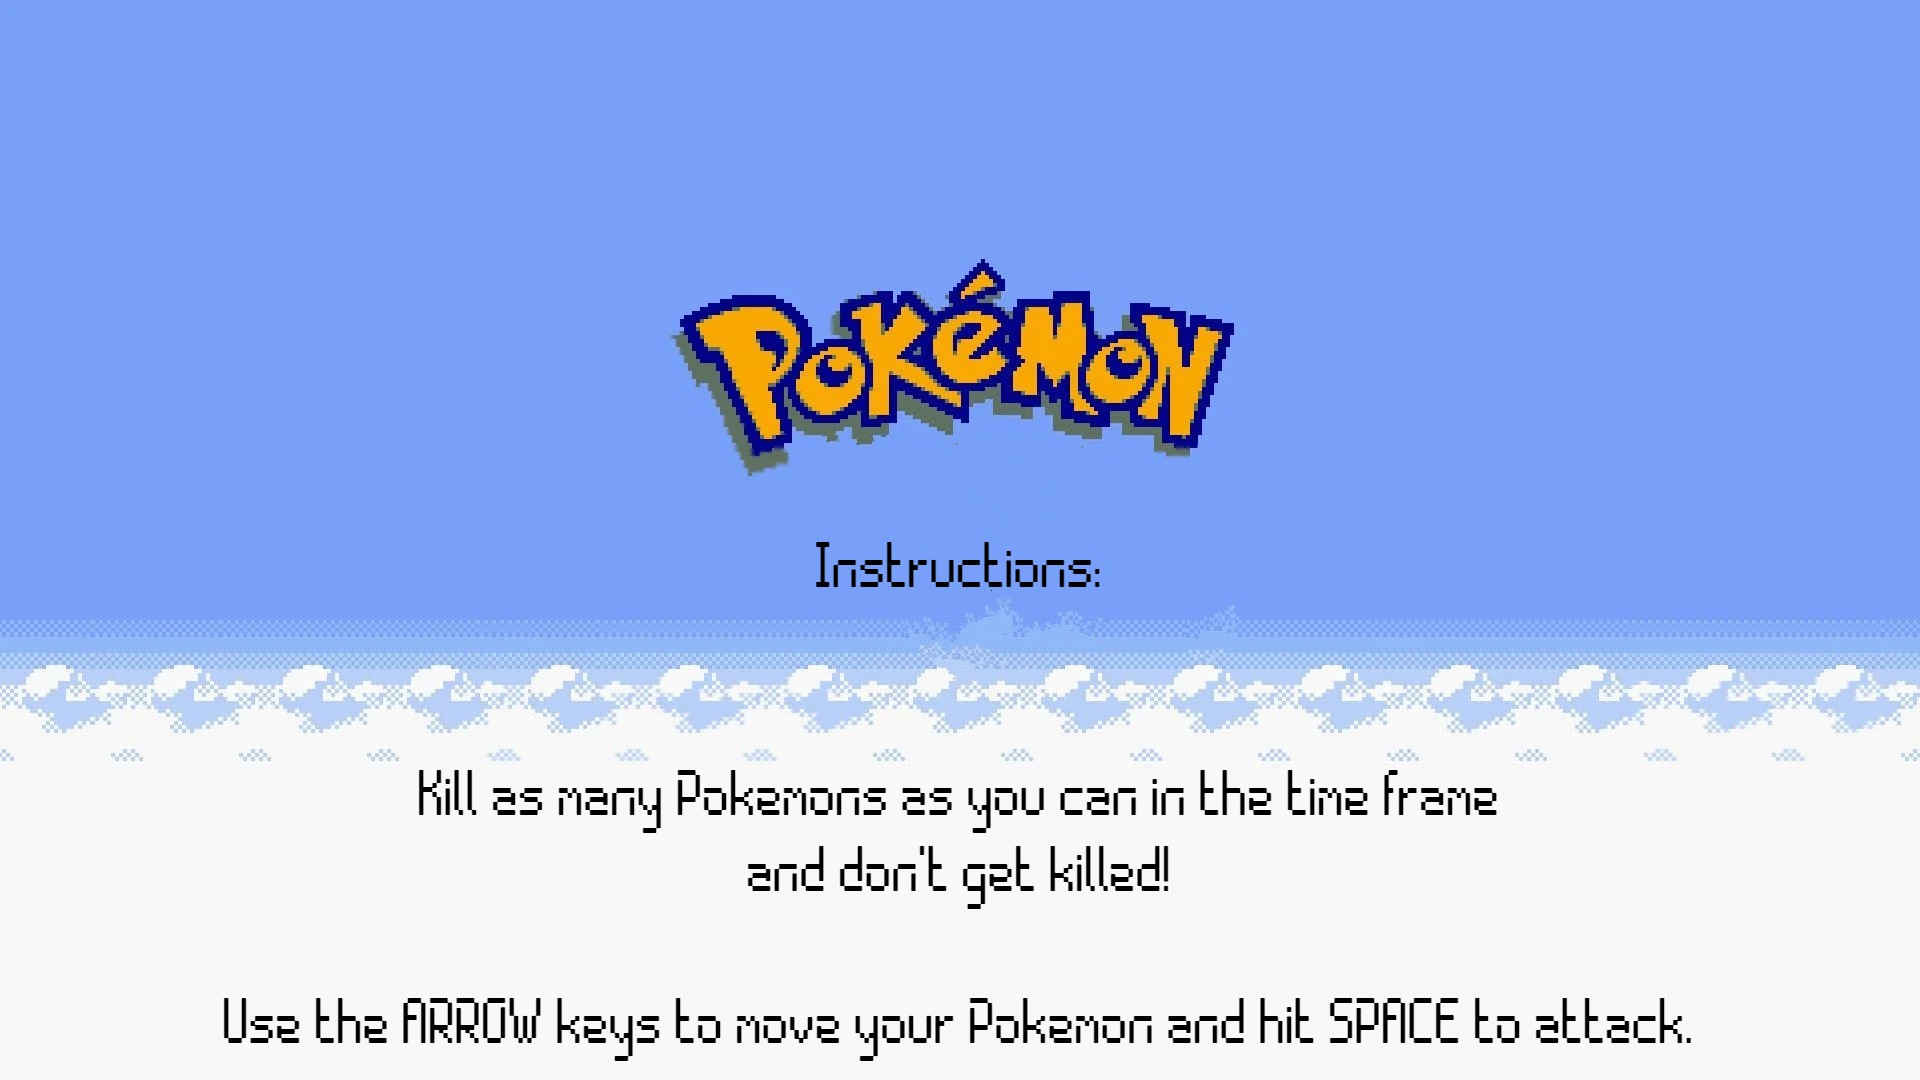 POKéMON
Instructions:
Kill as many Pokemons as you can in the time frame
and don't get killed!
Use the ARROW keys to move your Pokemon and hit SPACE to attack.